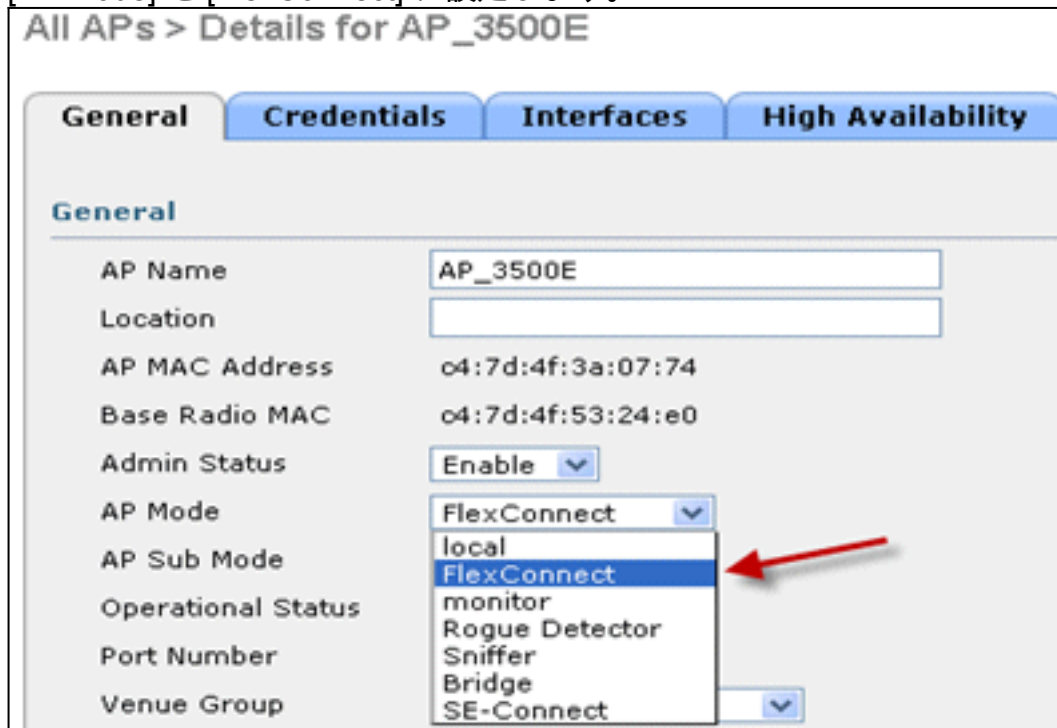 All APs > Details for AP_3500E
General Credentials Interfaces High Availability
General
AP Name AP_3500E
Location
AP MAC Address c4:7d:4f:3a:07:74
Base Radio MAC c4:7d:4f:53:24:e0
Admin Status Enable
AP Mode FlexConnect
local
AP Sub Mode
FlexConnect
Operational Status
monitor
Rogue Detector
Port Number
Sniffer
Bridge
Venue Group
SE-Connect